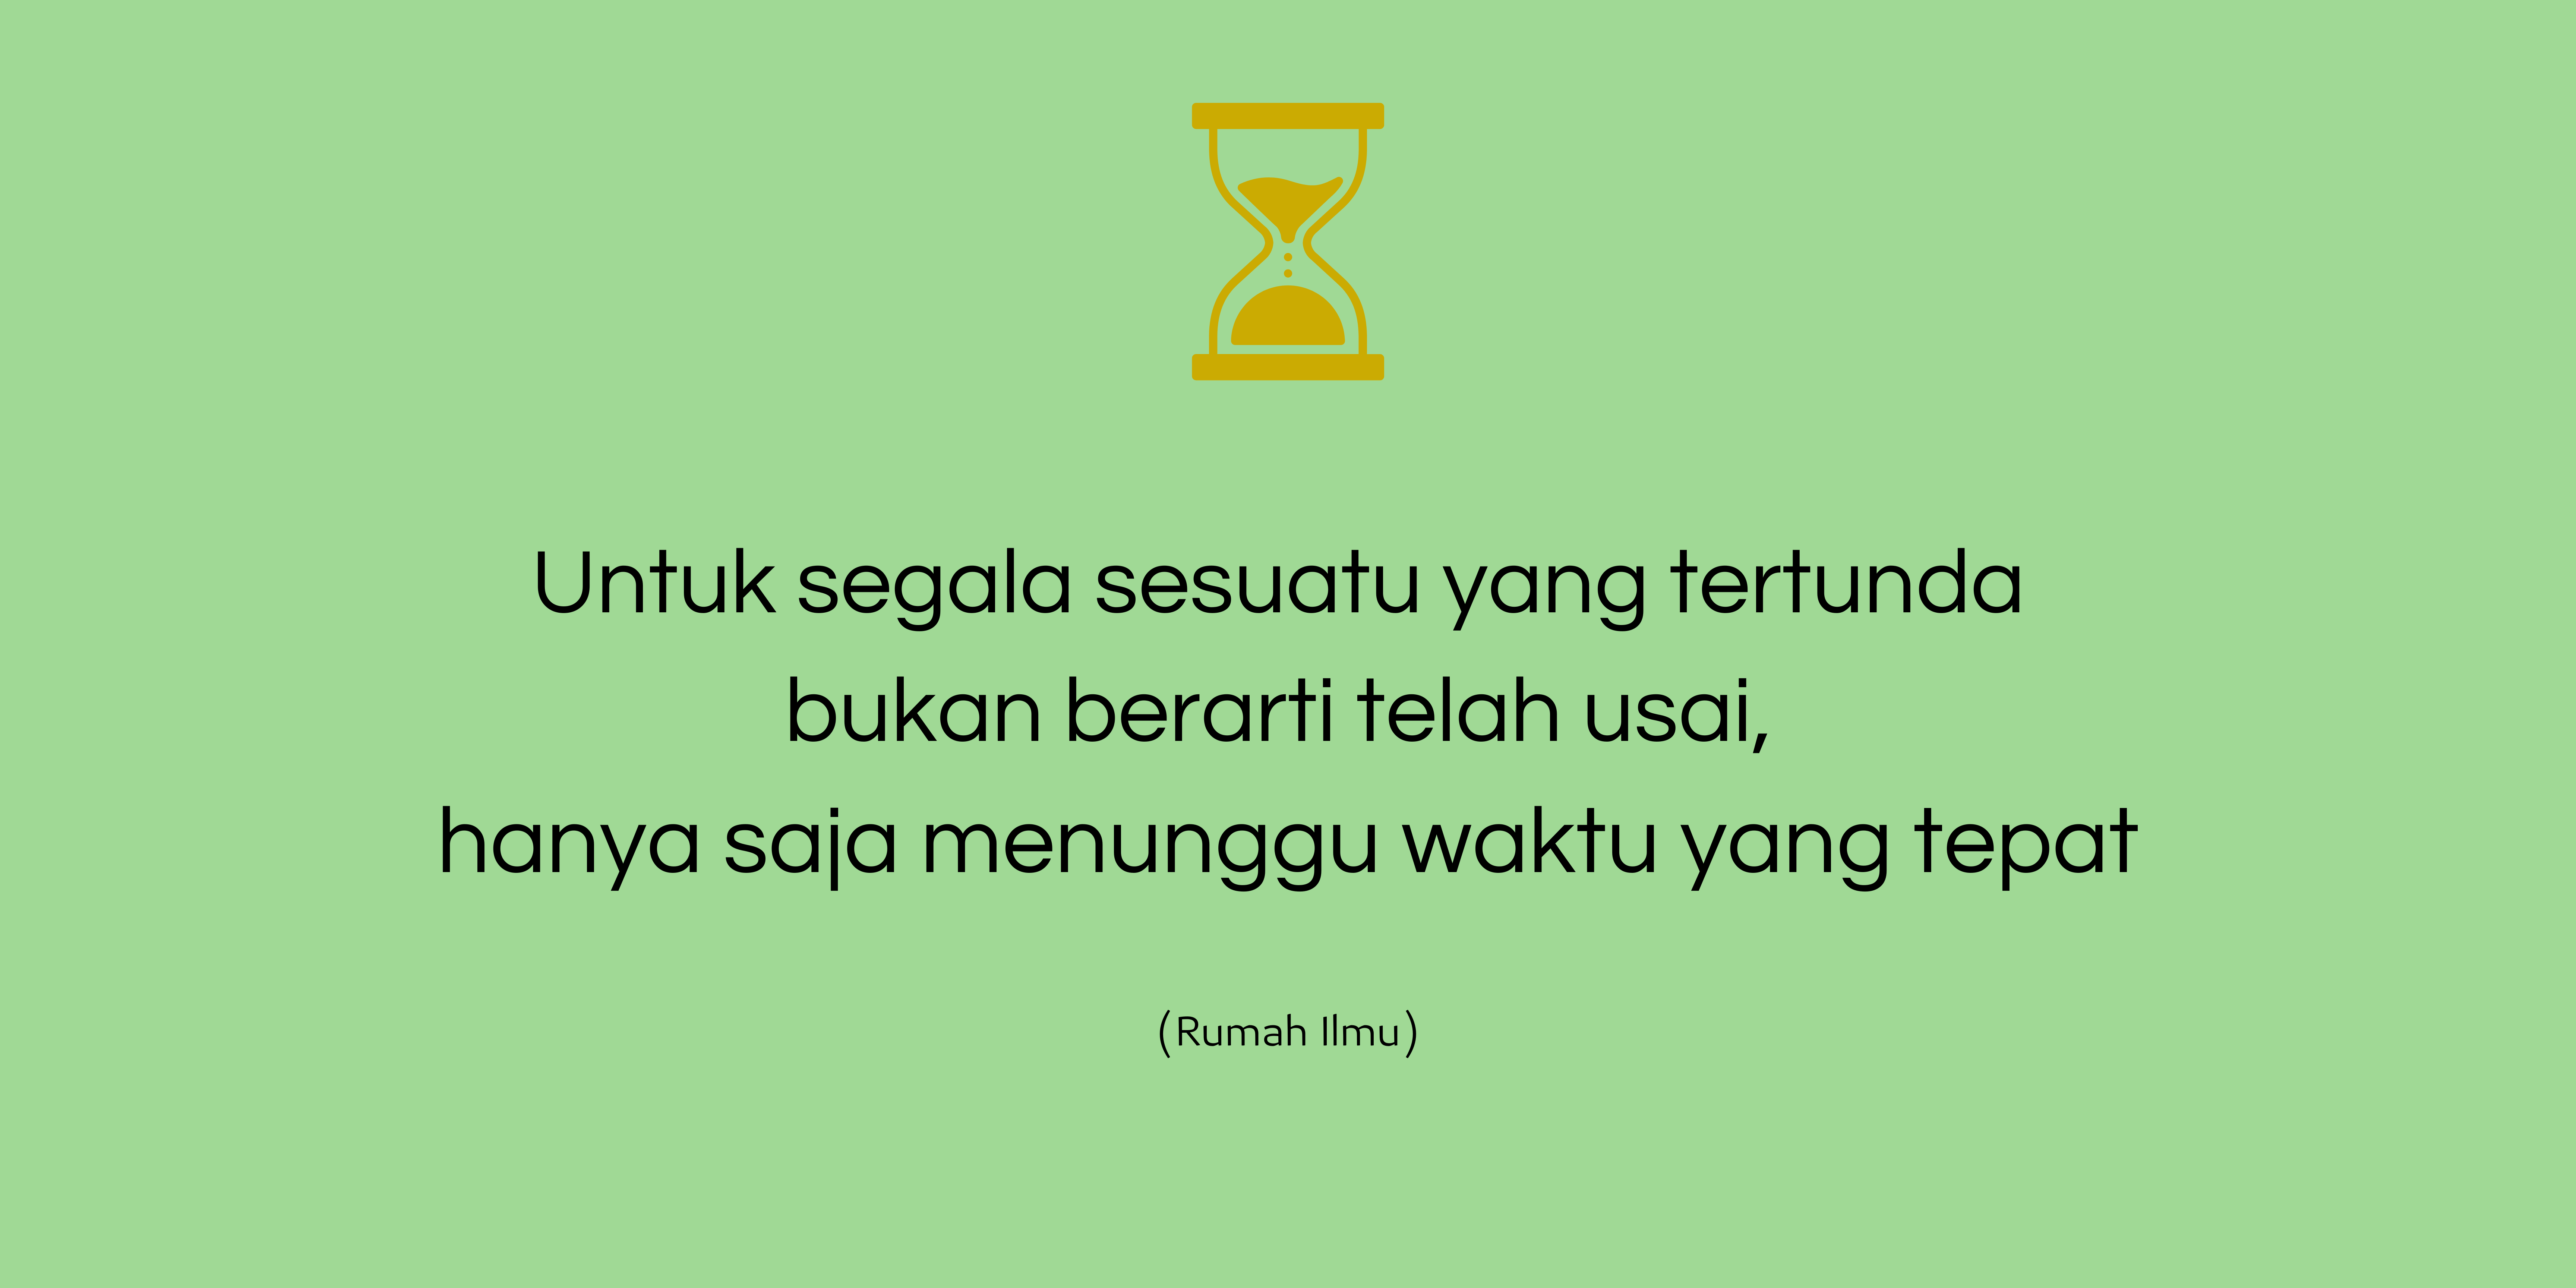 Untuk segala sesuatu yang tertunda
bukan berarti telah usai,
hanya saja menunggu waktu yang tepat
(Rumah Ilmu)